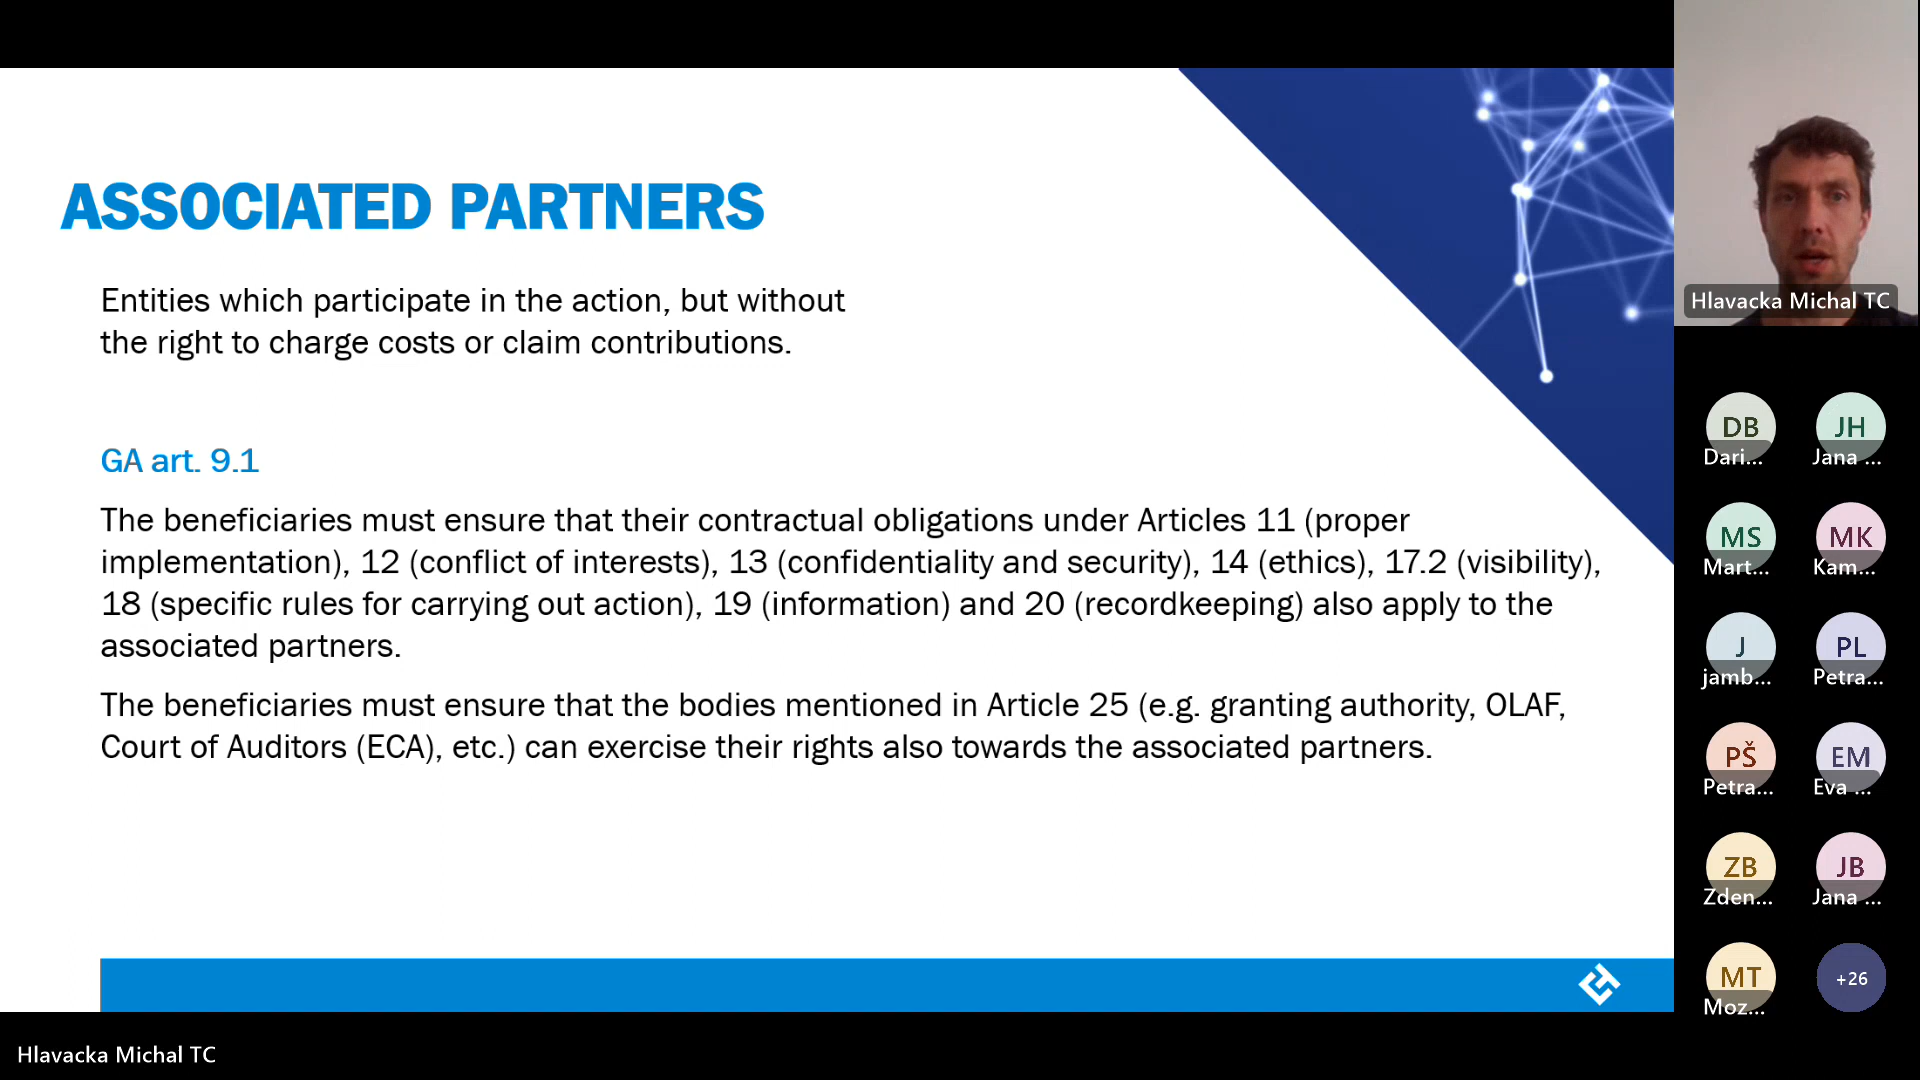 ASSOCIATED PARTNERS
Entities which participate in the action, but without
the right to charge costs or claim contributions.
GA art. 9.1
The beneficiaries must ensure that their contractual obligations under Articles 11 (proper
implementation), 12 (conflict of interests), 13 (confidentiality and security), 14 (ethics), 17.2 (visibility),
18 (specific rules for carrying out action), 19 (information) and 20 (recordkeeping) also apply to the
associated partners.
The beneficiaries must ensure that the bodies mentioned in Article 25 (e.g. granting authority, OLAF,
Court of Auditors (ECA), etc.) can exercise their rights also towards the associated partners.
Hlavacka Michal TC
DB
Dari...
JH
Jana ...
MS
Mart...
MK
Kam...
J
jamb...
PL
Petra...
PŠ
Petra...
EM
Eva ...
ZB
Zden...
JB
Jana ...
MT
Moz...
+26
Hlavacka Michal TC